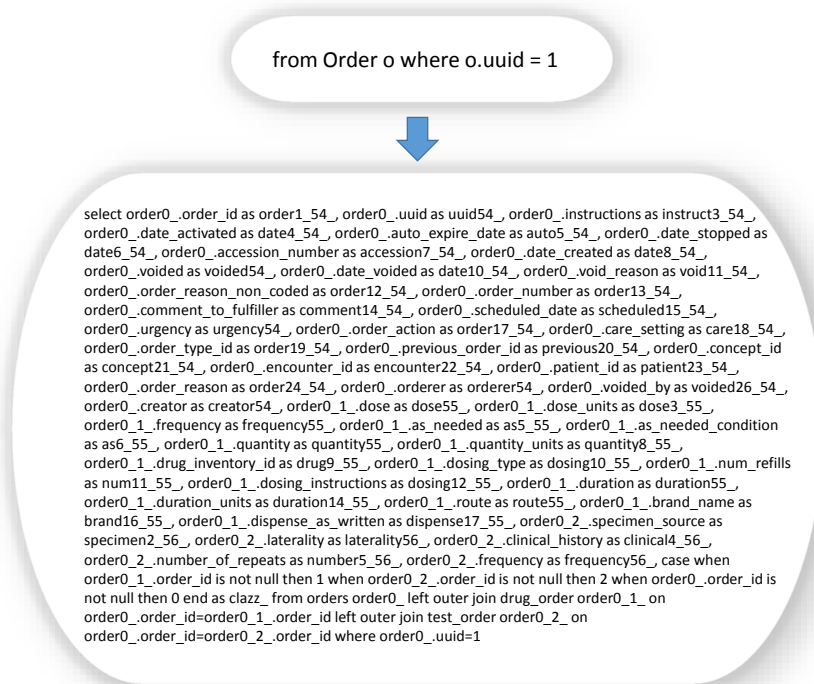 from Order o where o.uuid = 1
select order0_.order_id as order1_54_, order0_.uuid as uuid54_, order0_.instructions as instruct3_54_,
order0_.date_activated as date4_54_, order0_.auto_expire_date as auto5_54_, order0_.date_stopped as
date6_54_, order0_.accession_number as accession7_54_, order0_.date_created as date8_54_,
order0_.voided as voided54_, order0_.date_voided as date10_54_, order0_.void_reason as void11_54_,
order0_.order_reason_non_coded as order12_54_, order0_.order_number as order13_54_,
order0_.comment_to_fulfiller as comment14_54_, order0_.scheduled_date as scheduled15_54_,
order0_.urgency as urgency54_, order0_.order_action as order17_54_, order0_.care_setting as care18_54_,
order0_.order_type_id as order19_54_, order0_.previous_order_id as previous20_54_, order0_.concept_id
as concept21_54_, order0_.encounter_id as encounter22_54_, order0_.patient_id as patient23_54_,
order0_.order_reason as order24_54_, order0_.orderer as orderer54_, order0_.voided_by as voided26_54_,
order0_.creator as creator54_, order0_1_.dose as dose55_, order0_1_.dose_units as dose3_55_,
order0_1_.frequency as frequency55_, order0_1_.as_needed as as5_55_, order0_1_.as_needed_condition
as as6_55_, order0_1_.quantity as quantity55_, order0_1_.quantity_units as quantity8_55_,
order0_1_.drug_inventory_id as drug9_55_, order0_1_.dosing_type as dosing10_55_, order0_1_.num_refills
as num11_55_, order0_1_.dosing_instructions as dosing12_55_, order0_1_.duration as duration55_,
order0_1_.duration_units as duration14_55_, order0_1_.route as route55_, order0_1_.brand_name as
brand16_55_, order0_1_.dispense_as_written as dispense17_55_, order0_2_.specimen_source as
specimen2_56_, order0_2_.laterality as laterality56_, order0_2_.clinical_history as clinical4_56_,
order0_2_.number_of_repeats as number5_56_, order0_2_.frequency as frequency56_, case when
order0_1_.order_id is not null then 1 when order0_2_.order_id is not null then 2 when order0_.order_id is
not null then 0 end as clazz_ from orders order0_ left outer join drug_order order0_1_ on
order0_.order_id=order0_1_.order_id left outer join test_order order0_2_ on
order0_.order_id=order0_2_.order_id where order0_.uuid=1